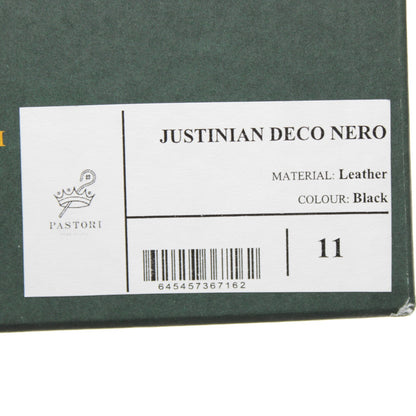 JUSTINIAN DECO NERO
MATERIAL: Leather
COLOUR: Black
PASTORI
11
645457367162